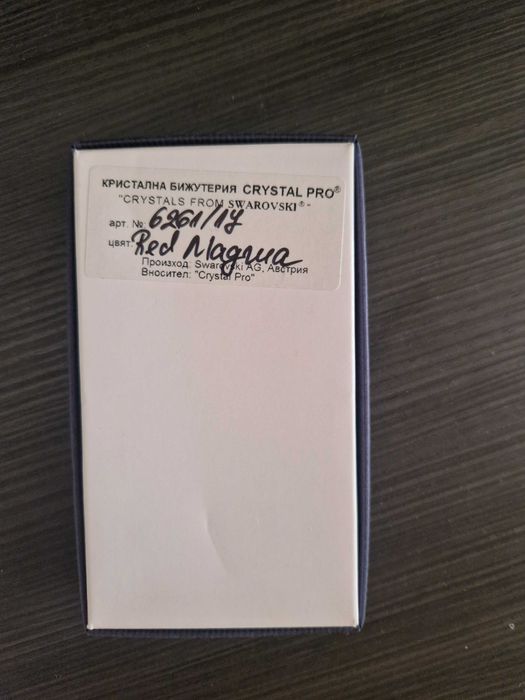 КРИСТАЛНА БИЖУТЕРИЯ CRYSTAL PRO®
"CRYSTALS FROM SWAROVSKI®"
арт. № 6261/17
цвят: Red Magma
Произход: Swarovski AG, Австрия
Вносител: "Crystal Pro"